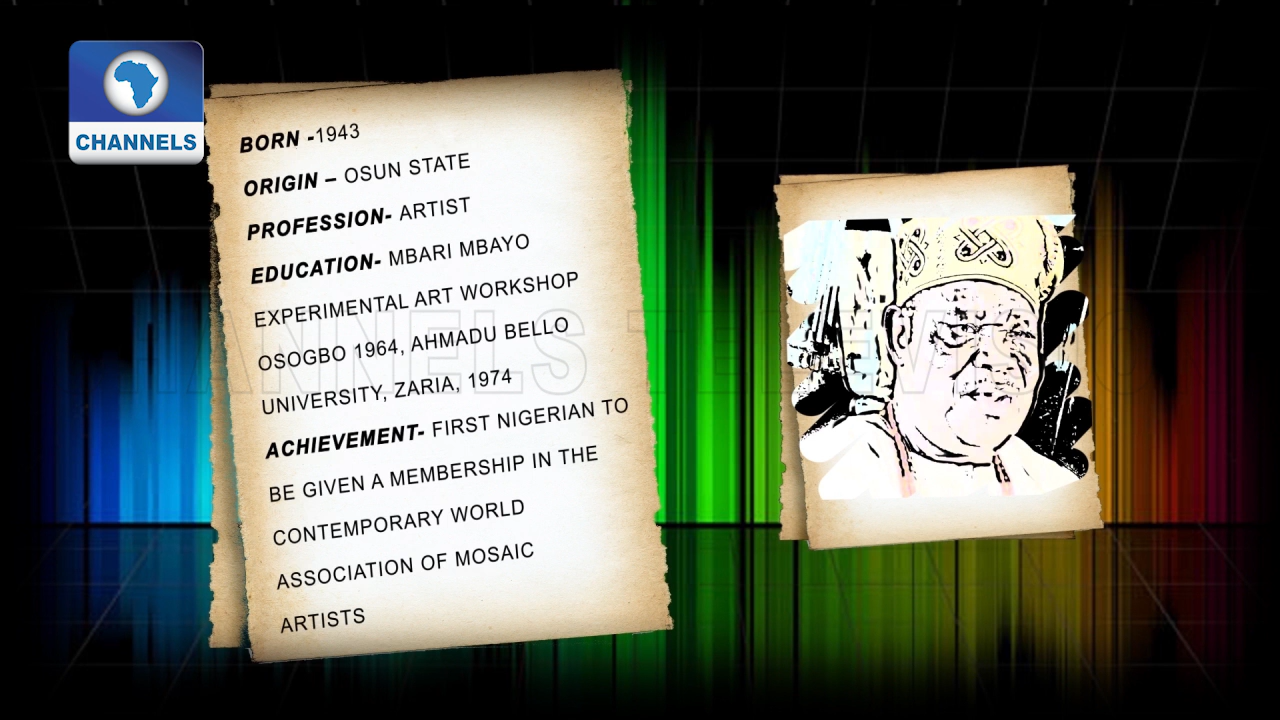 CHANNELS
BORN -1943
ORIGIN – OSUN STATE
PROFESSION- ARTIST
EDUCATION- MBARI MBAYO
EXPERIMENTAL ART WORKSHOP
OSOGBO 1964, AHMADU BELLO
UNIVERSITY, ZARIA, 1974
ACHIEVEMENT- FIRST NIGERIAN TO
BE GIVEN A MEMBERSHIP IN THE
CONTEMPORARY WORLD
ASSOCIATION OF MOSAIC
ARTISTS